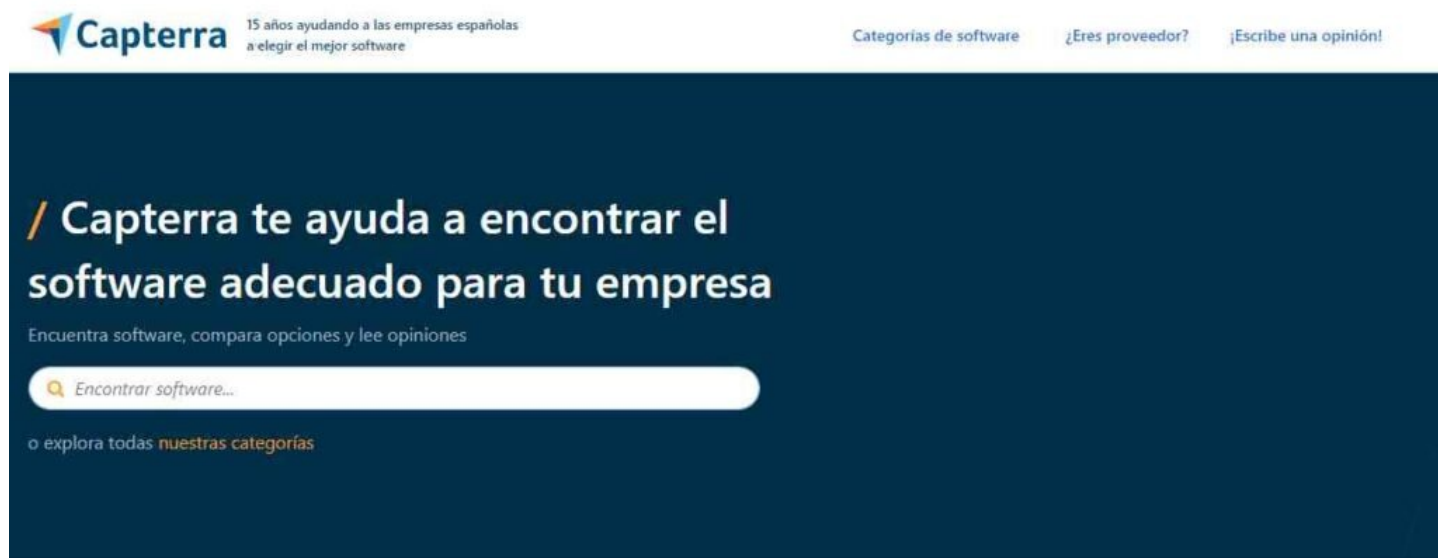 Capterra
15 años ayudando a las empresas españolas
a elegir el mejor software
Categorías de software
¿Eres proveedor?
¡Escribe una opinión!
/ Capterra te ayuda a encontrar el
software adecuado para tu empresa
Encuentra software, compara opciones y lee opiniones
Encontrar software...
o explora todas nuestras categorías